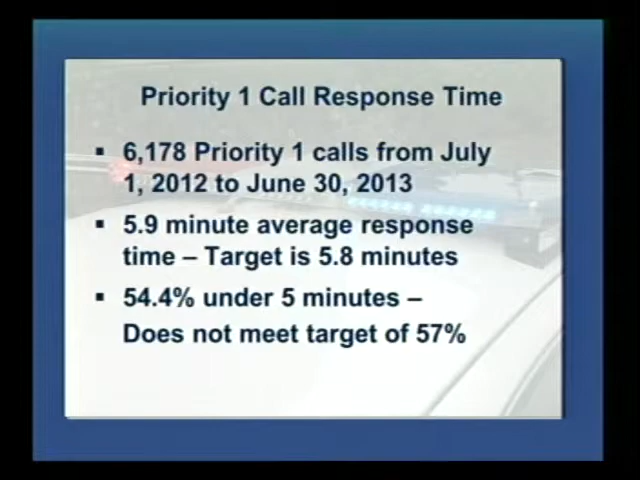 Priority 1 Call Response Time
▪ 6,178 Priority 1 calls from July
1, 2012 to June 30, 2013
▪ 5.9 minute average response
time – Target is 5.8 minutes
▪ 54.4% under 5 minutes –
Does not meet target of 57%